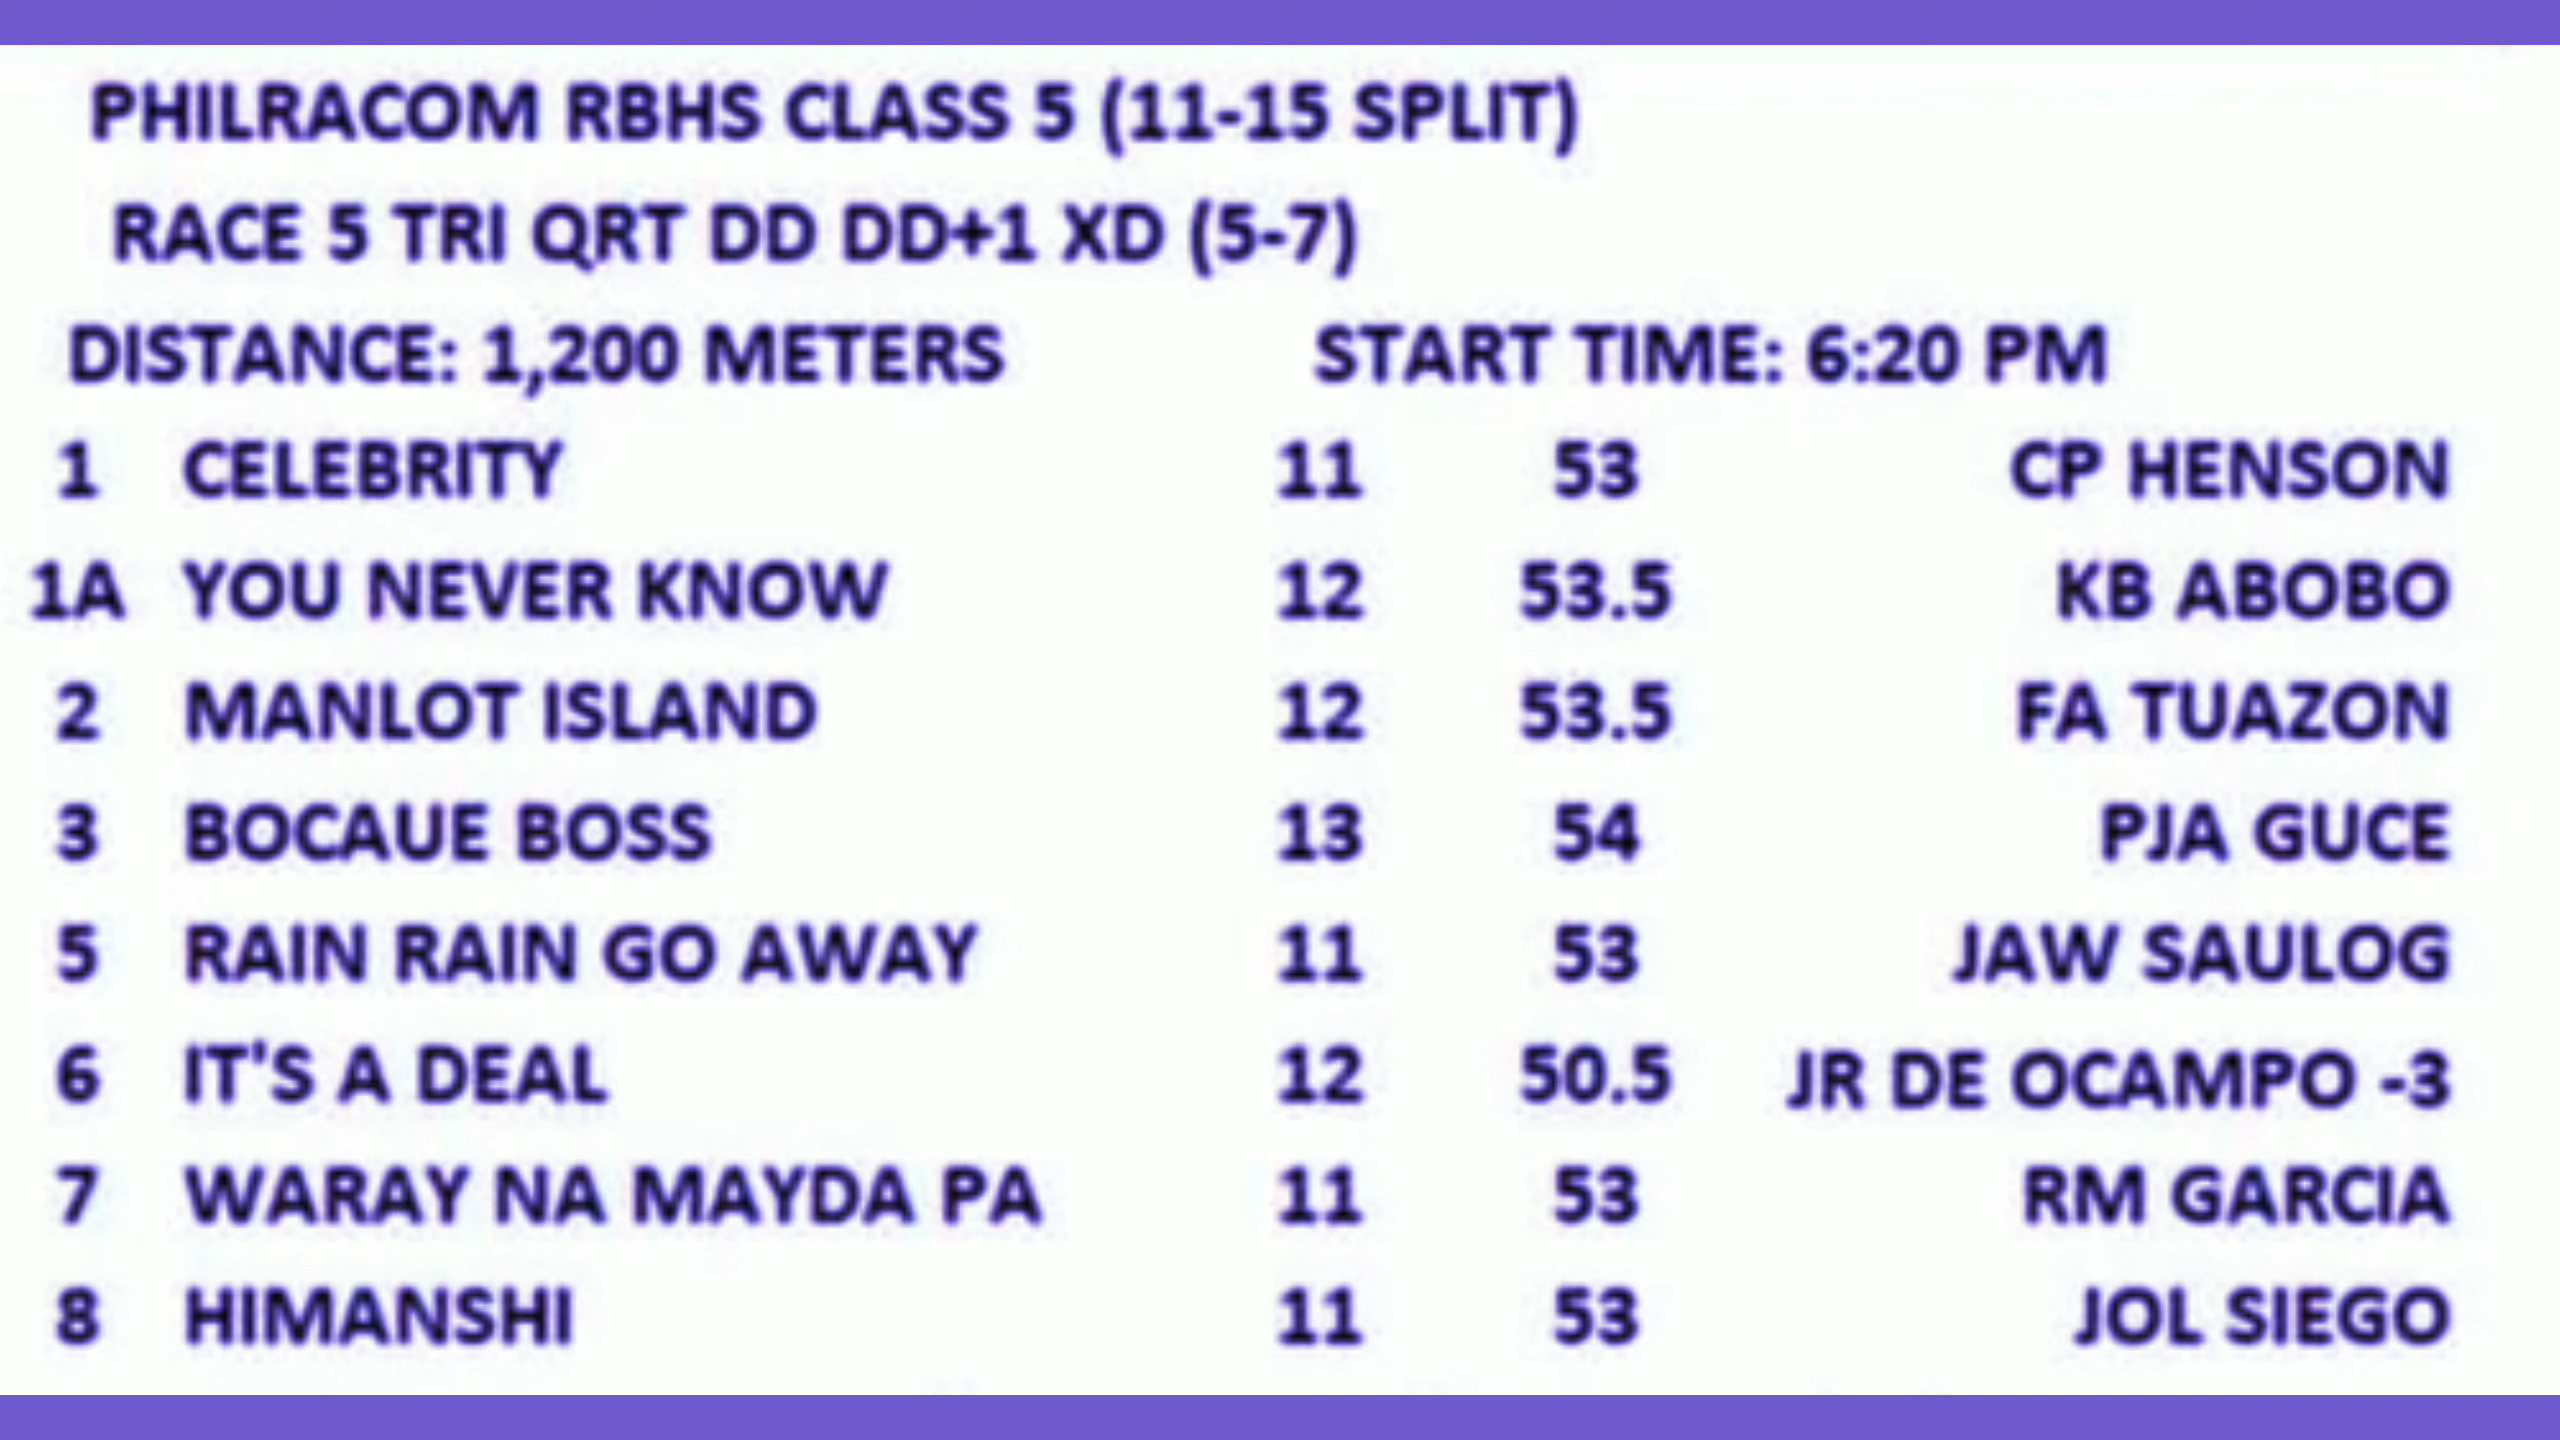 PHILRACOM RBHS CLASS 5 (11-15 SPLIT)
RACE 5 TRI QRT DD DD+1 XD (5-7)
DISTANCE: 1,200 METERS START TIME: 6:20 PM
1 CELEBRITY 11 53 CP HENSON
1A YOU NEVER KNOW 12 53.5 KB ABOBO
2 MANLOT ISLAND 12 53.5 FA TUAZON
3 BOCAUE BOSS 13 54 PJA GUCE
5 RAIN RAIN GO AWAY 11 53 JAW SAULOG
6 IT'S A DEAL 12 50.5 JR DE OCAMPO -3
7 WARAY NA MAYDA PA 11 53 RM GARCIA
8 HIMANSHI 11 53 JOL SIEGO